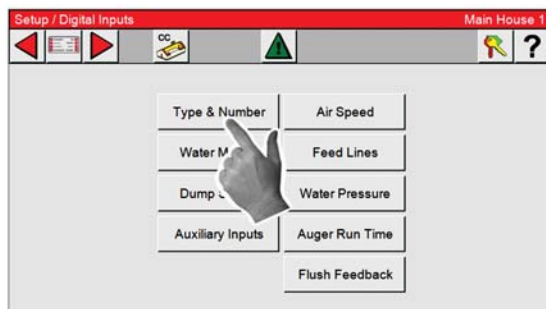 Setup / Digital Inputs Main House 1
CC
?
Type & Number Air Speed
Water M Feed Lines
Dump S Water Pressure
Auxiliary Inputs Auger Run Time
Flush Feedback